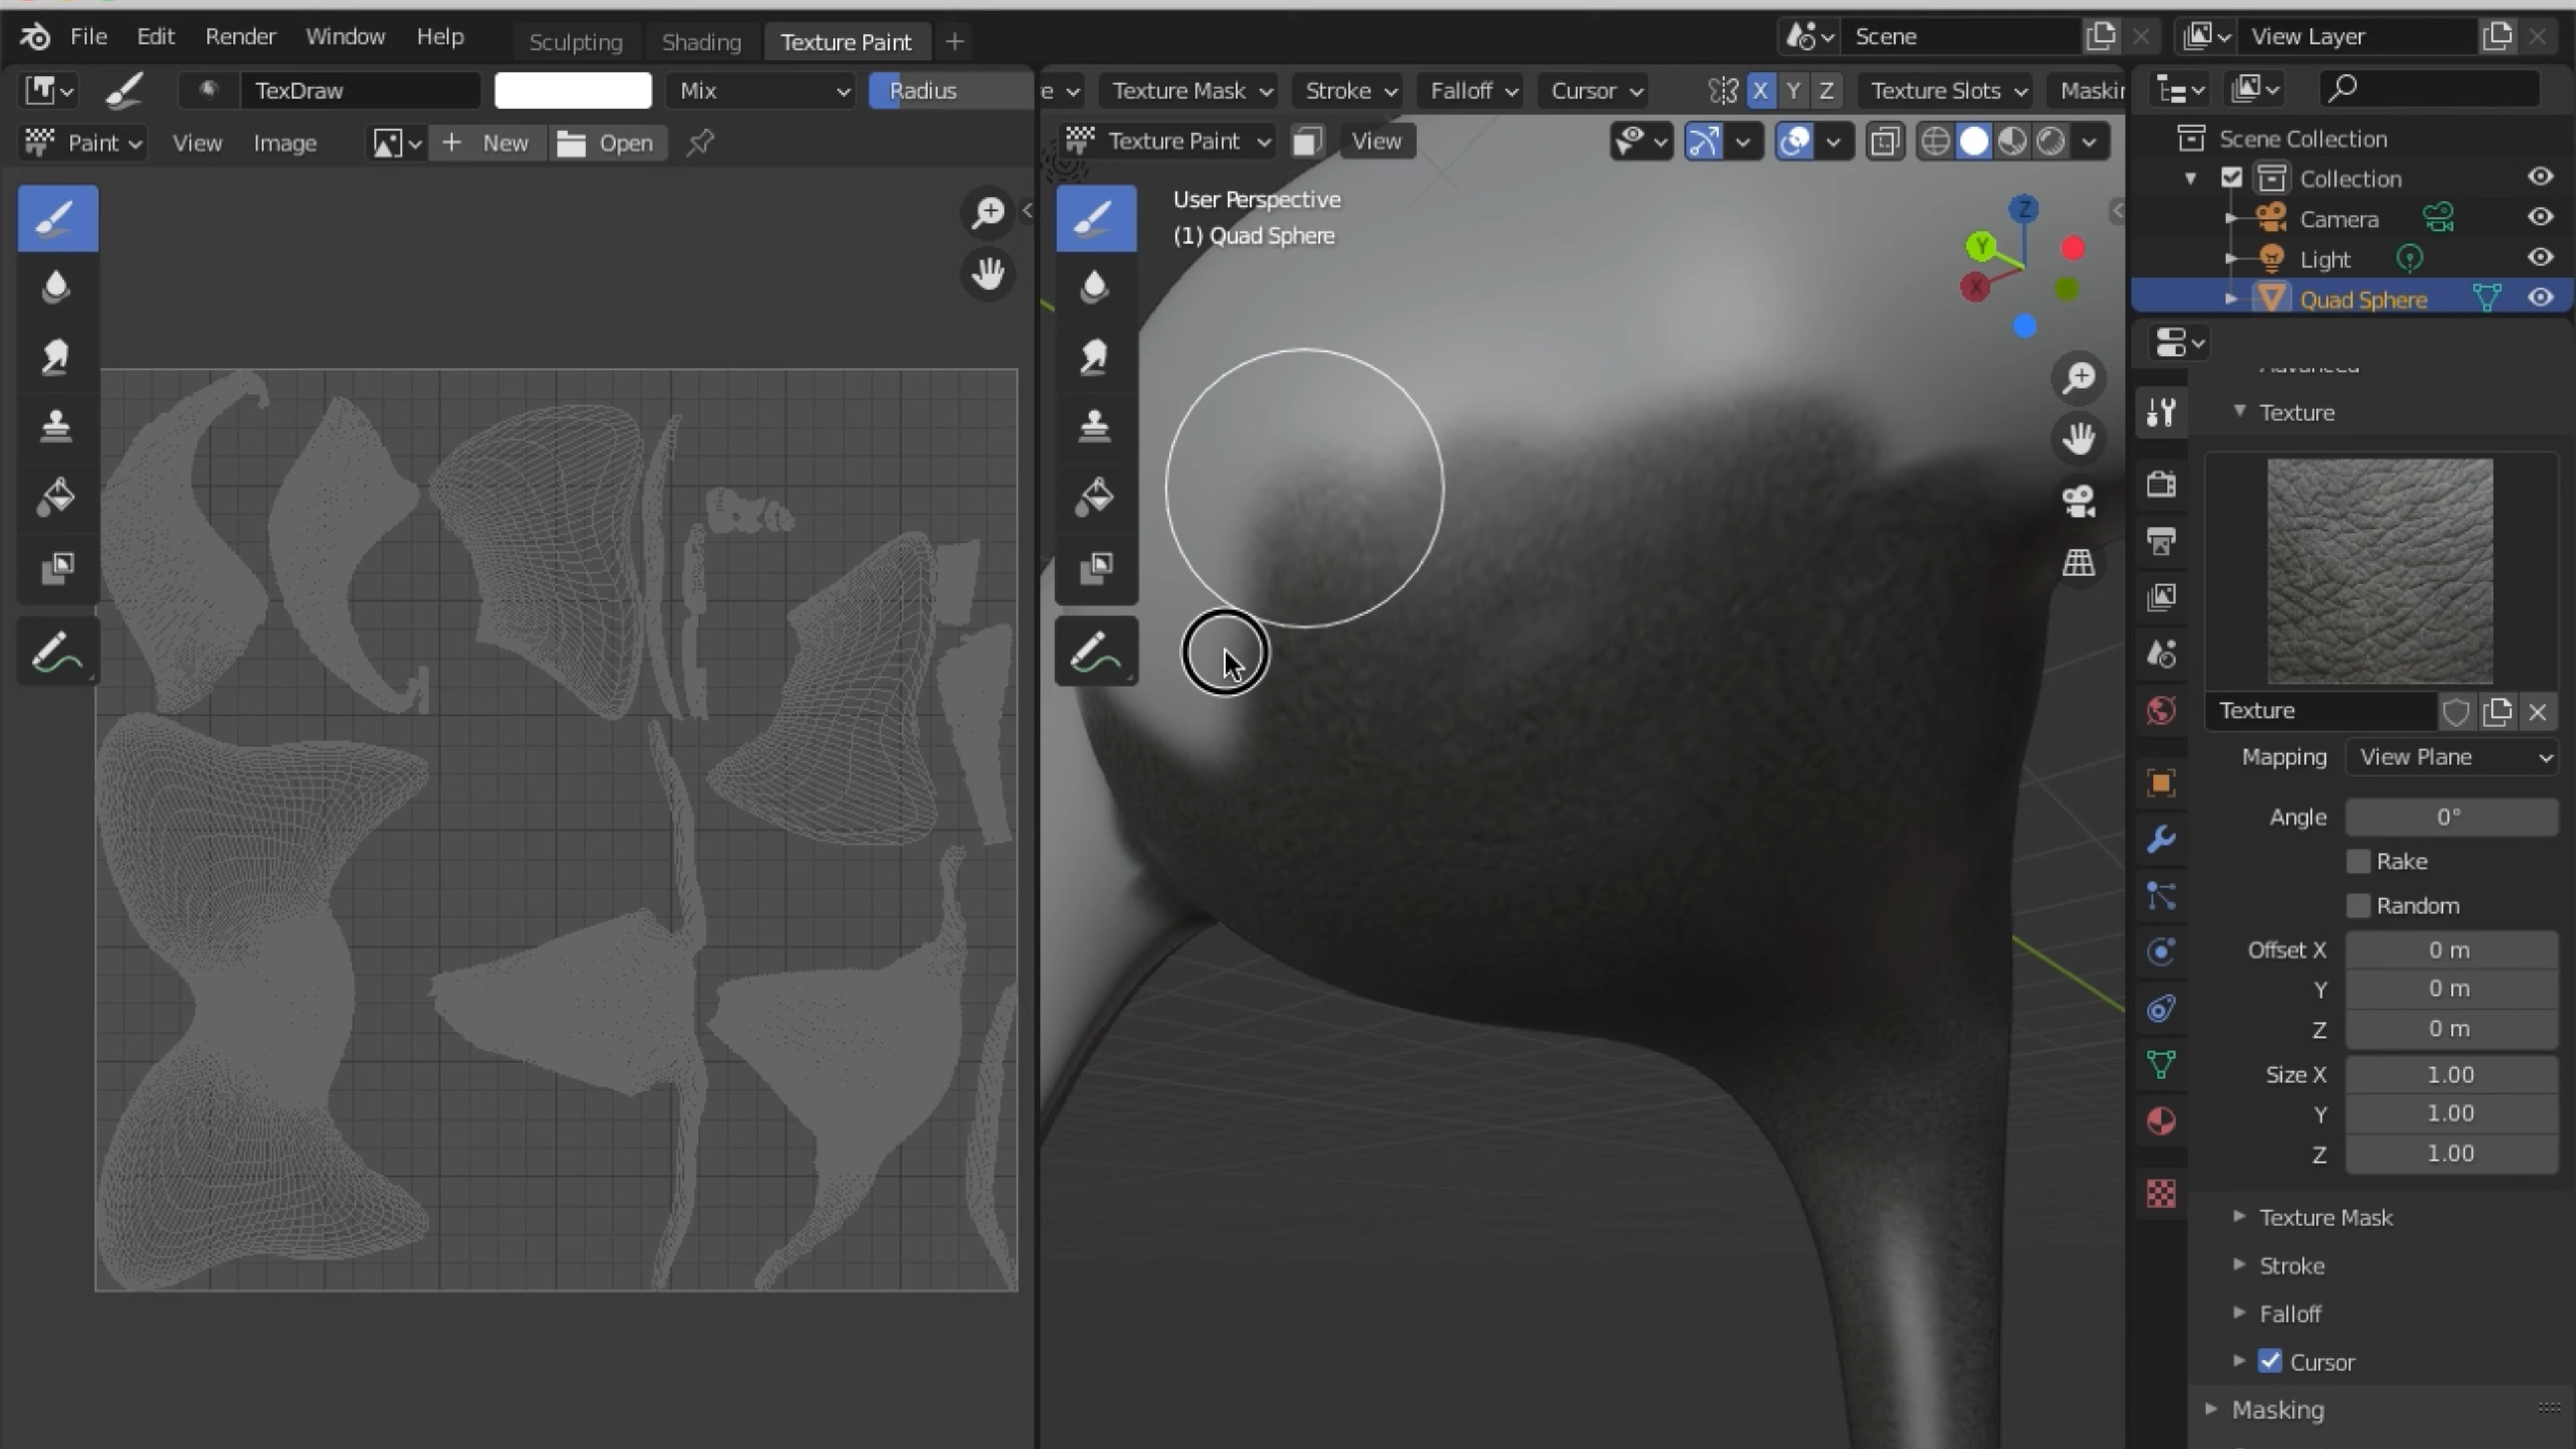 File Edit Render Window Help Sculpting Shading Texture Paint + Scene View Layer
TexDraw Mix Radius
Texture Mask Stroke Falloff Cursor X Y Z Texture Slots
Paint View Image + New Open
Texture Paint View
User Perspective
(1) Quad Sphere
Z
Y
X
Scene Collection
Collection
Camera
Light
Quad Sphere
Advanced
Texture
Texture
Mapping View Plane
Angle 0°
Rake
Random
Offset X 0 m
Y 0 m
Z 0 m
Size X 1.00
Y 1.00
Z 1.00
Texture Mask
Stroke
Falloff
Cursor
Masking